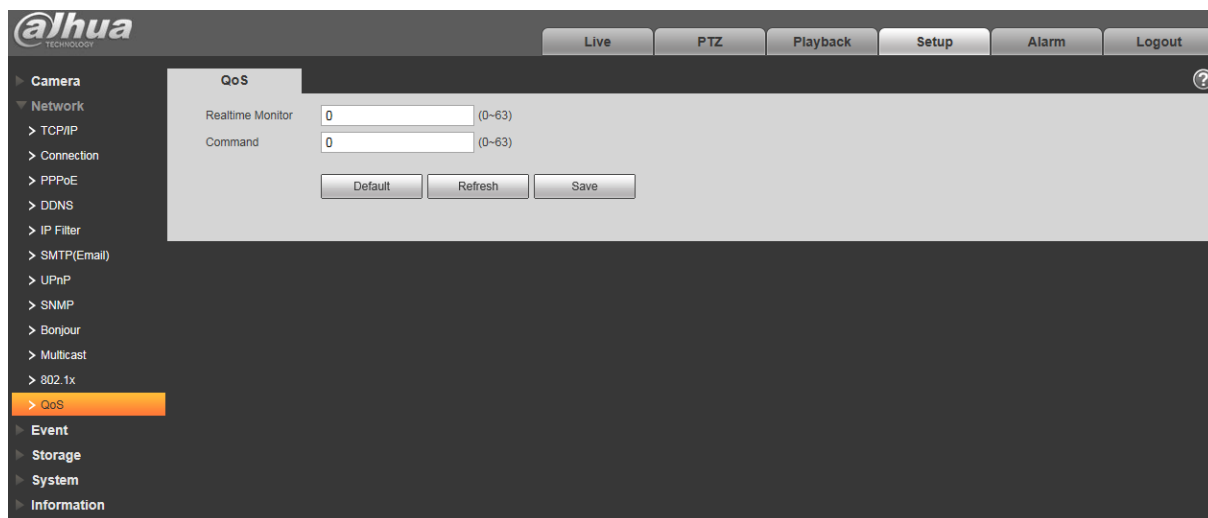 alhua
TECHNOLOGY
Live PTZ Playback Setup Alarm Logout
Camera
Network
> TCP/IP
> Connection
> PPPoE
> DDNS
> IP Filter
> SMTP(Email)
> UPnP
> SNMP
> Bonjour
> Multicast
> 802.1x
> QoS
Event
Storage
System
Information
QoS
?
Realtime Monitor 0 (0~63)
Command 0 (0~63)
Default Refresh Save